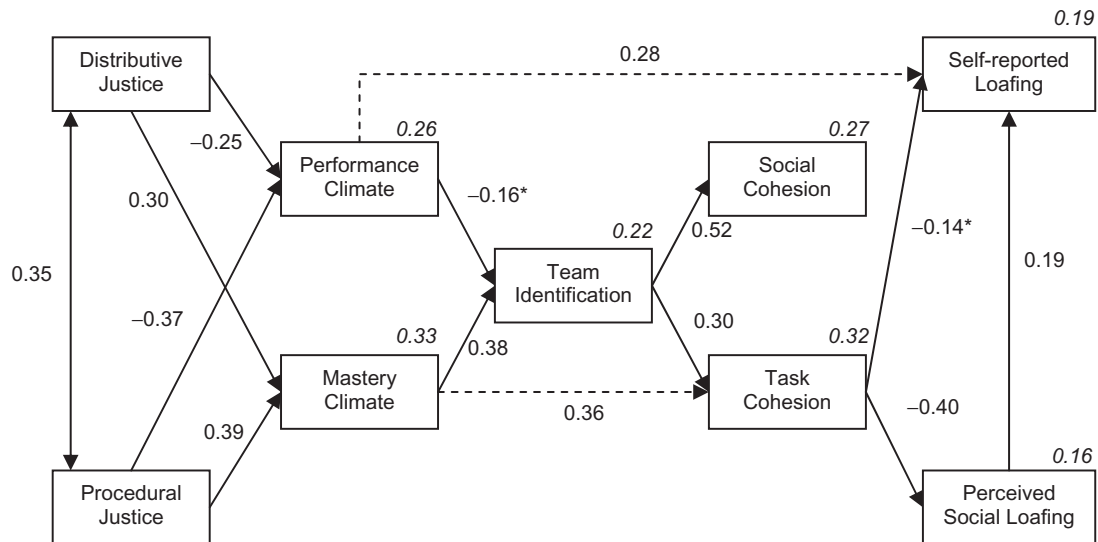 0.19
Distributive
Justice
Self-reported
Loafing
0.28
0.26
0.27
−0.25
Performance
Climate
Social
Cohesion
0.30
−0.16*
0.22
0.52
−0.14*
0.35
Team
Identification
0.19
−0.37
0.33
0.38
0.30
0.32
Mastery
Climate
Task
Cohesion
0.36
−0.40
0.39
0.16
Procedural
Justice
Perceived
Social Loafing